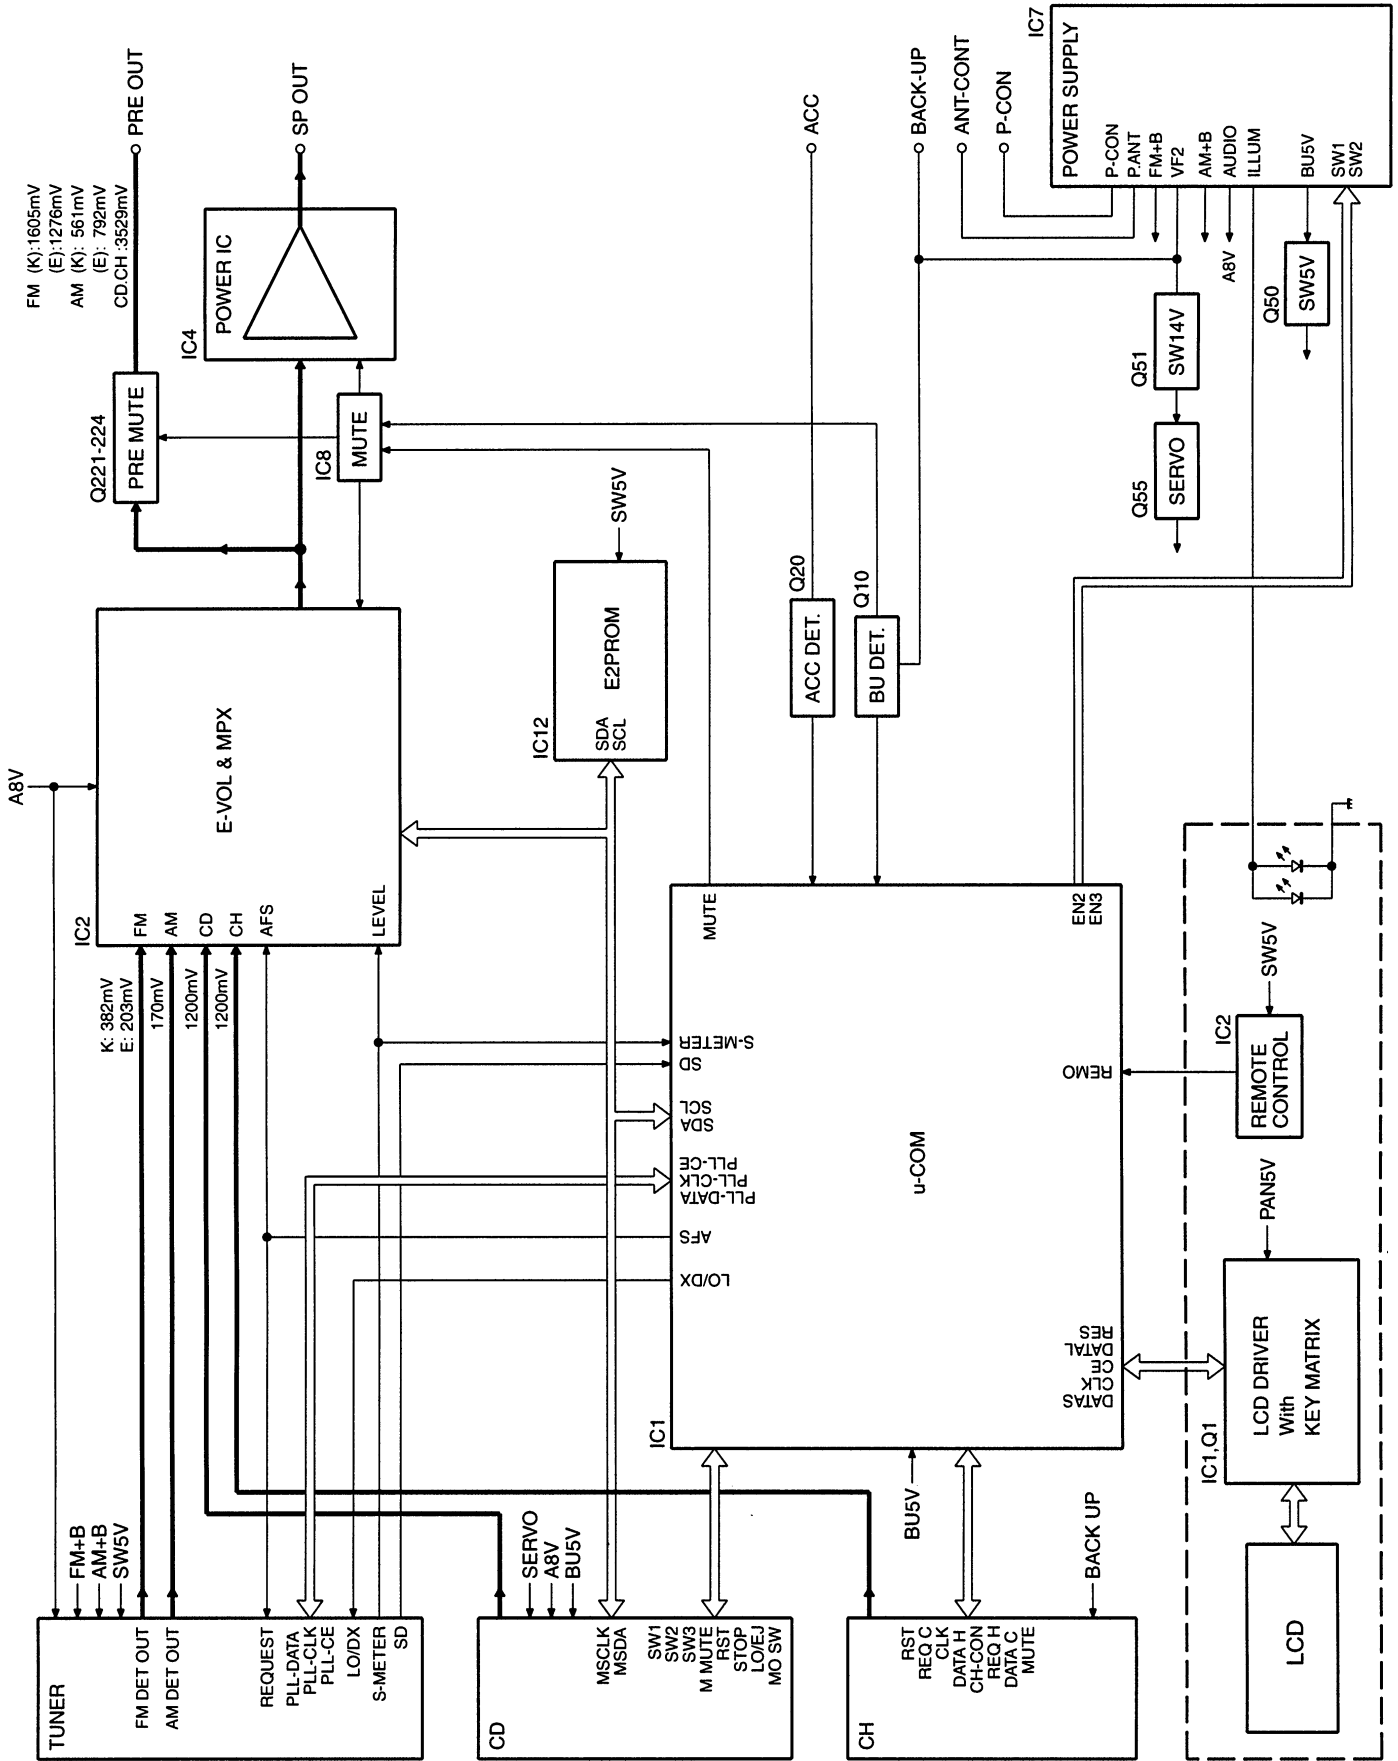 TUNER
FM+B
AM+B
SW5V
FM DET OUT
AM DET OUT
REQUEST
PLL-DATA
PLL-CLK
PLL-CE
LO/DX
S-METER
SD
CD
SERVO
A8V
BU5V
MSCLK
MSDA
SW1
SW2
SW3
M MUTE
RST
STOP
LO/EJ
MO SW
CH
RST
REQ C
CLK
DATA H
CH-CON
REQ H
DATA C
MUTE
BACK UP
LCD
IC1,Q1
LCD DRIVER
With
KEY MATRIX
PAN5V
IC2
REMOTE
CONTROL
SW5V
A8V
IC2
E-VOL & MPX
FM
AM
CD
CH
AFS
LEVEL
K: 382mV
E: 203mV
170mV
1200mV
1200mV
IC1
u-COM
LO/DX
AFS
PLL-DATA
PLL-CLK
PLL-CE
SDA
SCL
SD
S-METER
MUTE
EN2
EN3
REMO
DATAS
CLK
CE
DATAL
RES
BU5V
IC12
E2PROM
SDA
SCL
SW5V
Q221-224
PRE MUTE
IC8
MUTE
IC4
POWER IC
FM (K):1605mV
(E):1276mV
AM (K): 561mV
(E): 792mV
CD.CH :3529mV
PRE OUT
SP OUT
ACC DET.
Q20
BU DET.
Q10
ACC
BACK-UP
ANT-CONT
P-CON
Q55
SERVO
Q51
SW14V
Q50
SW5V
A8V
IC7
POWER SUPPLY
P-CON
P.ANT
FM+B
VF2
AM+B
AUDIO
ILLUM
BU5V
SW1
SW2